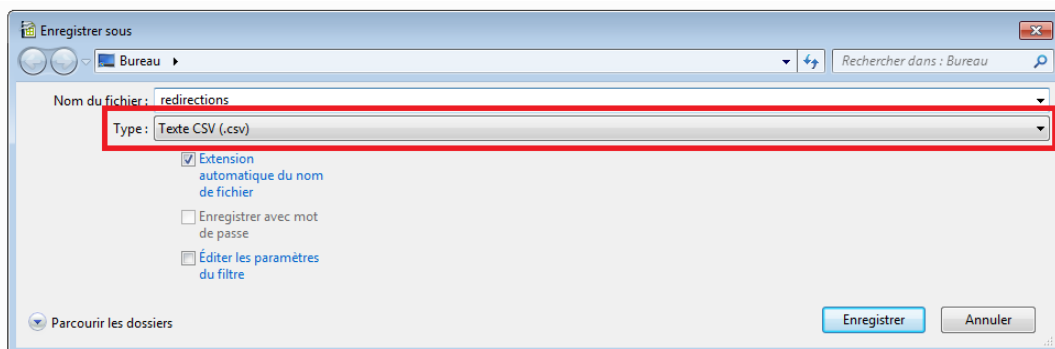 Enregistrer sous
Bureau
Rechercher dans : Bureau
Nom du fichier : redirections
Type : Texte CSV (.csv)
Extension
automatique du nom
de fichier
Enregistrer avec mot
de passe
Éditer les paramètres
du filtre
Parcourir les dossiers
Enregistrer
Annuler